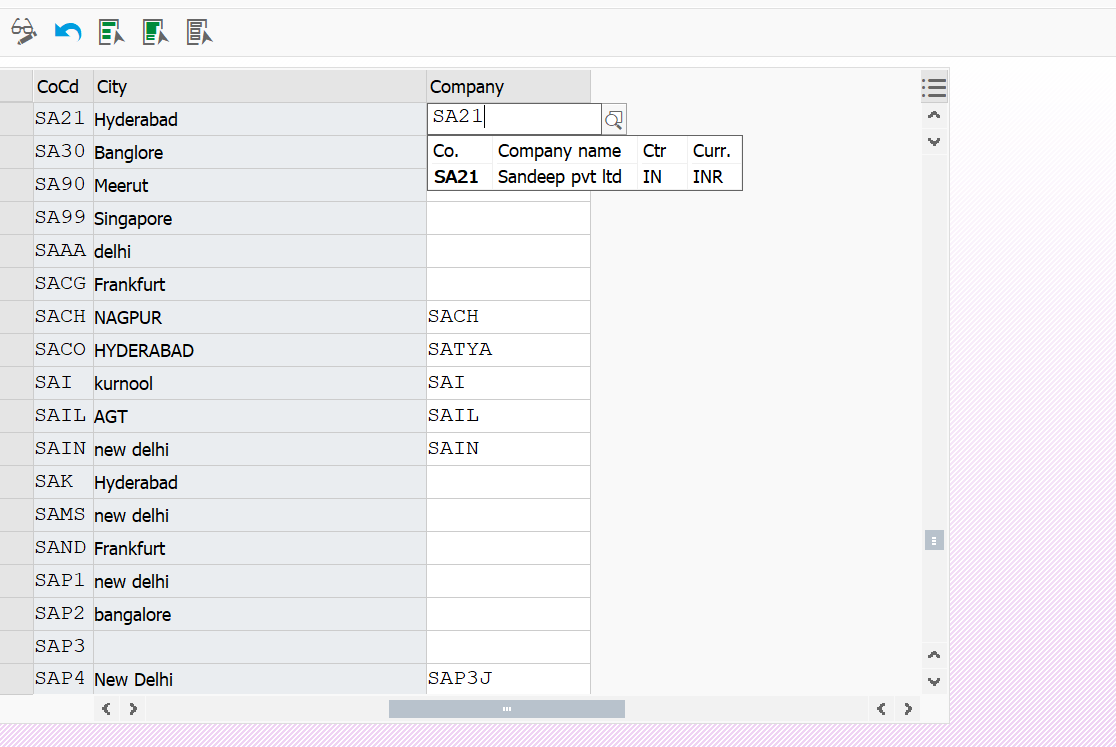 CoCd City Company
SA21 Hyderabad SA21
SA30 Banglore Co. Company name Ctr Curr.
SA90 Meerut SA21 Sandeep pvt ltd IN INR
SA99 Singapore
SAAA delhi
SACG Frankfurt
SACH NAGPUR SACH
SACO HYDERABAD SATYA
SAI kurnool SAI
SAIL AGT SAIL
SAIN new delhi SAIN
SAK Hyderabad
SAMS new delhi
SAND Frankfurt
SAP1 new delhi
SAP2 bangalore
SAP3
SAP4 New Delhi SAP3J